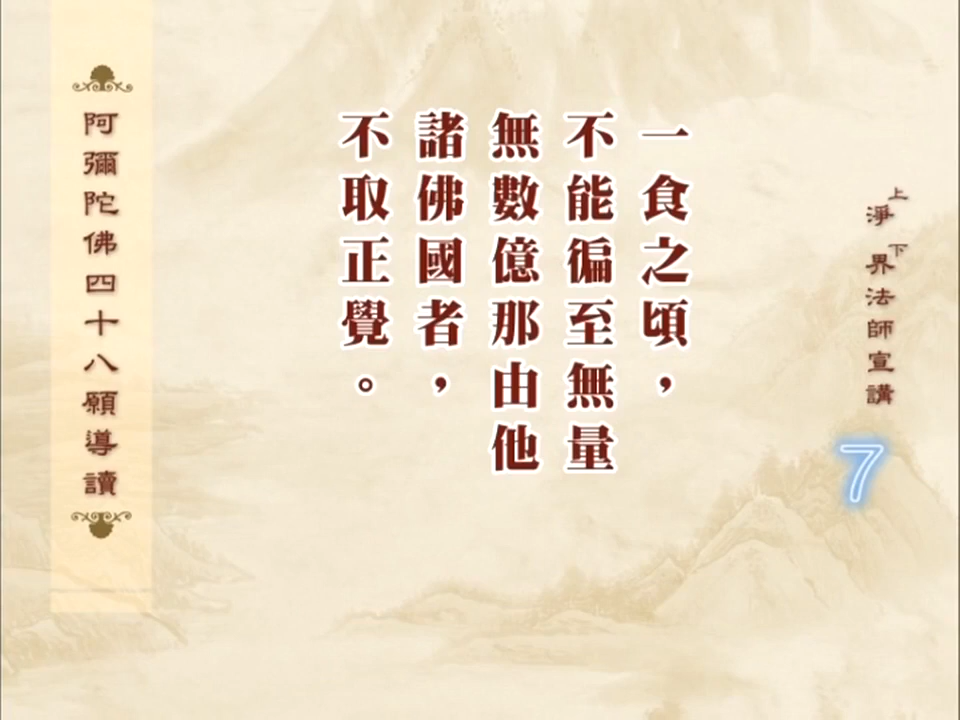 上淨下界法師宣講
7
一食之頃，
不能徧至無量
無數億那由他
諸佛國者，
不取正覺。
阿彌陀佛四十八願導讀